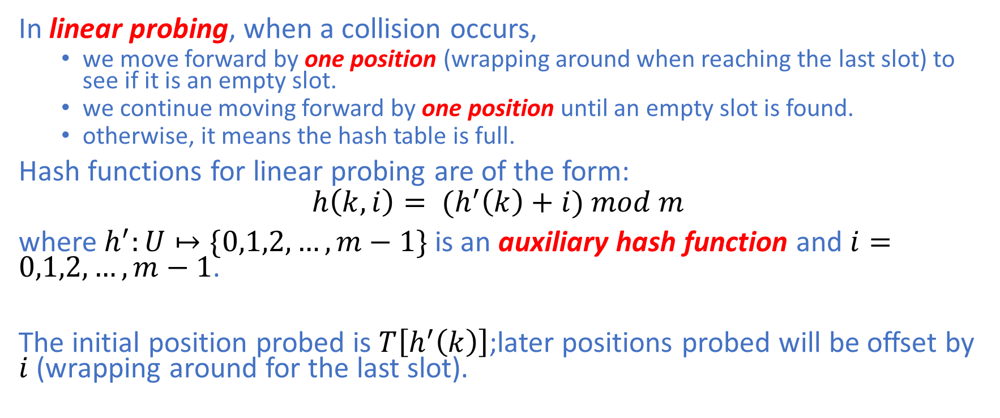 In linear probing, when a collision occurs,
• we move forward by one position (wrapping around when reaching the last slot) to
see if it is an empty slot.
• we continue moving forward by one position until an empty slot is found.
• otherwise, it means the hash table is full.
Hash functions for linear probing are of the form:
h(k, i) = (h′(k) + i) mod m
where h′: U ↦ {0,1,2, … , m − 1} is an auxiliary hash function and i =
0,1,2, … , m − 1.
The initial position probed is T[h′(k)];later positions probed will be offset by
i (wrapping around for the last slot).